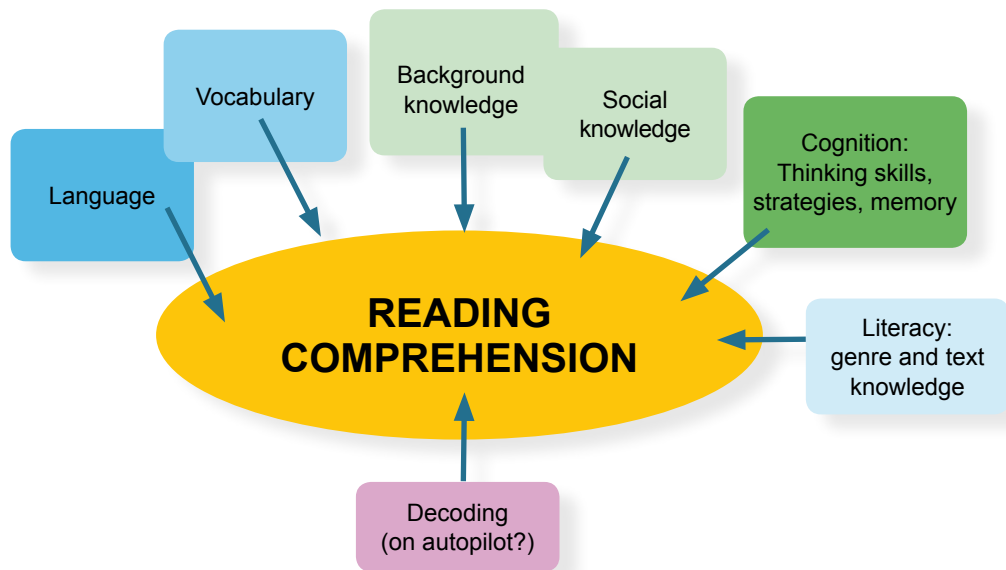 Language
Vocabulary
Background
knowledge
Social
knowledge
Cognition:
Thinking skills,
strategies, memory
Literacy:
genre and text
knowledge
READING
COMPREHENSION
Decoding
(on autopilot?)